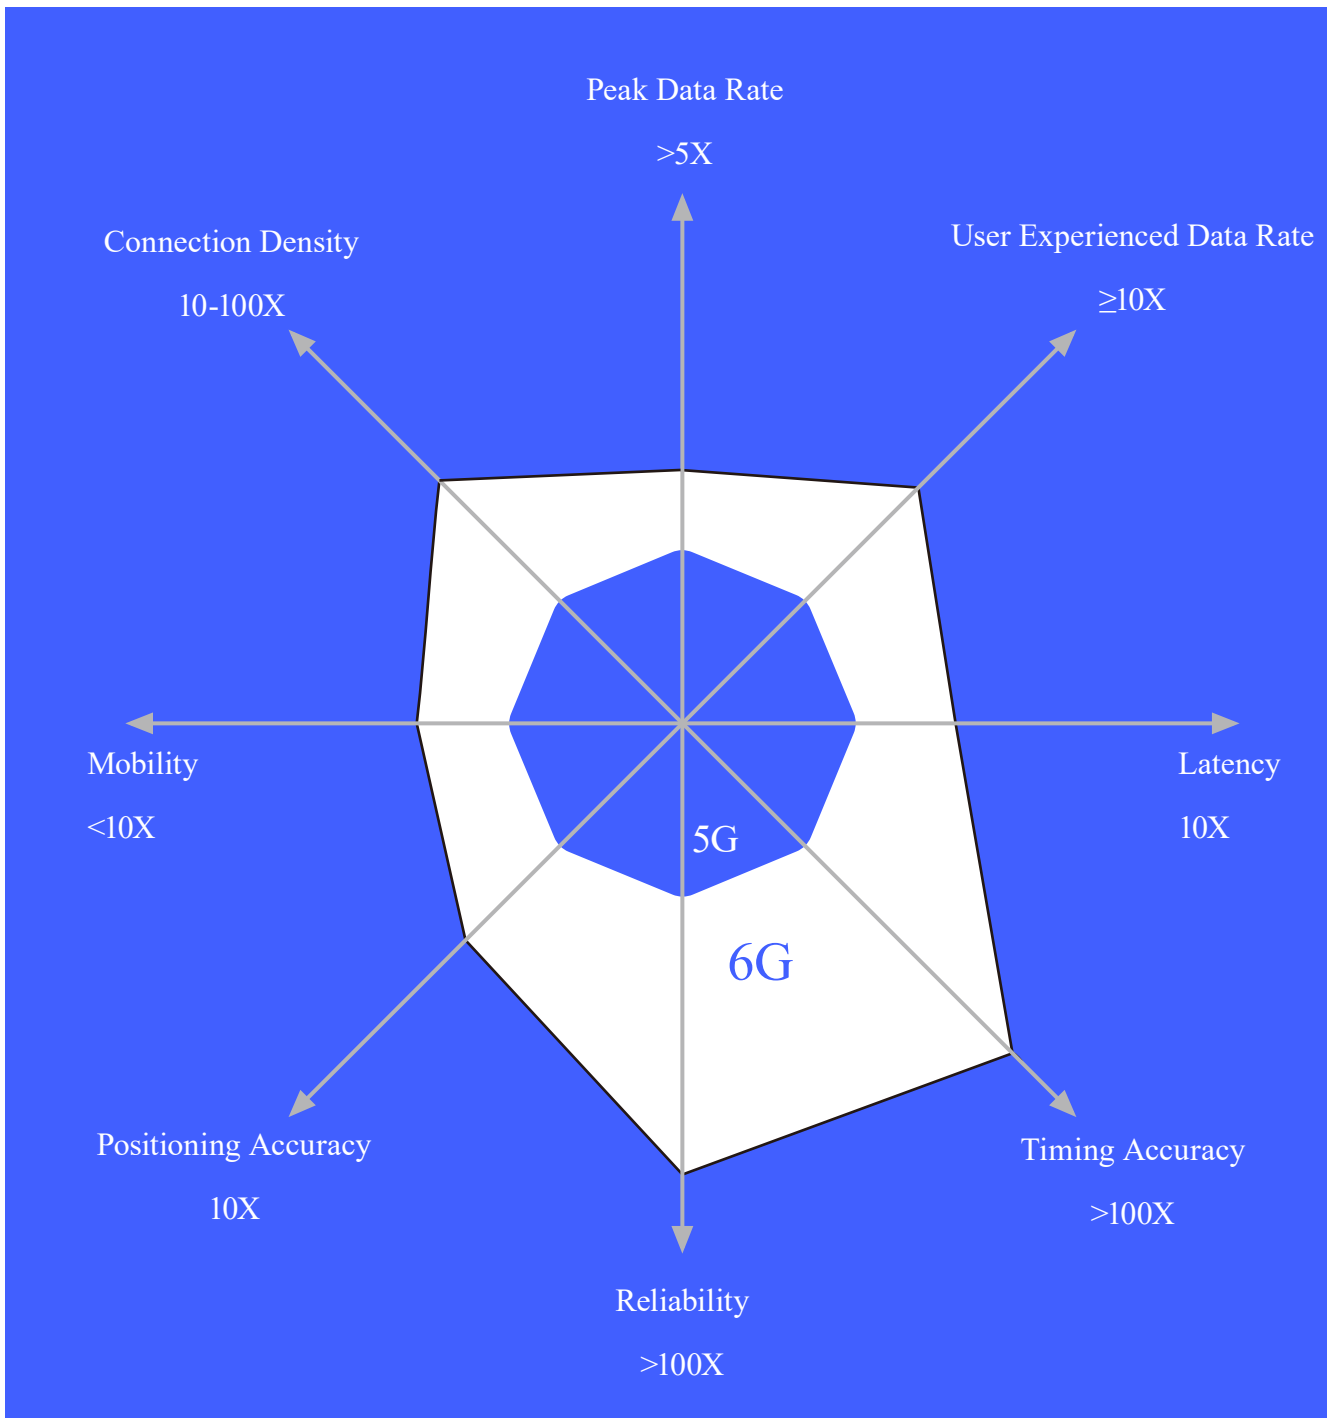 Peak Data Rate
>5X
User Experienced Data Rate
≥10X
Connection Density
10-100X
Mobility
<10X
Latency
10X
5G
6G
Positioning Accuracy
10X
Timing Accuracy
>100X
Reliability
>100X